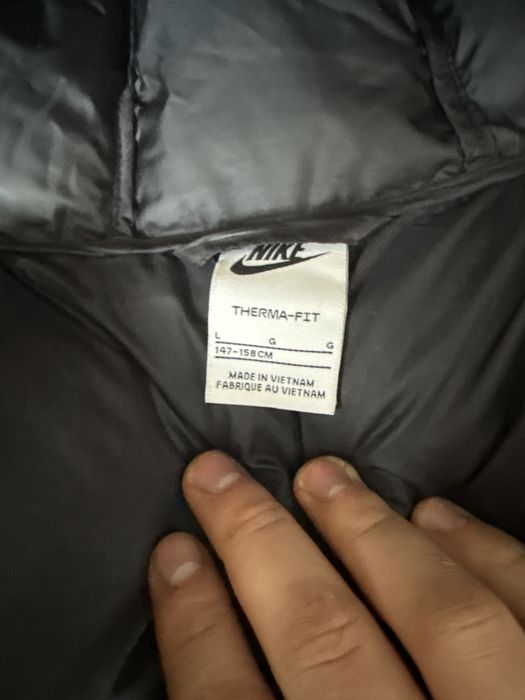 NIKE
THERMA-FIT
L G G
147-158CM
MADE IN VIETNAM
FABRIQUE AU VIETNAM